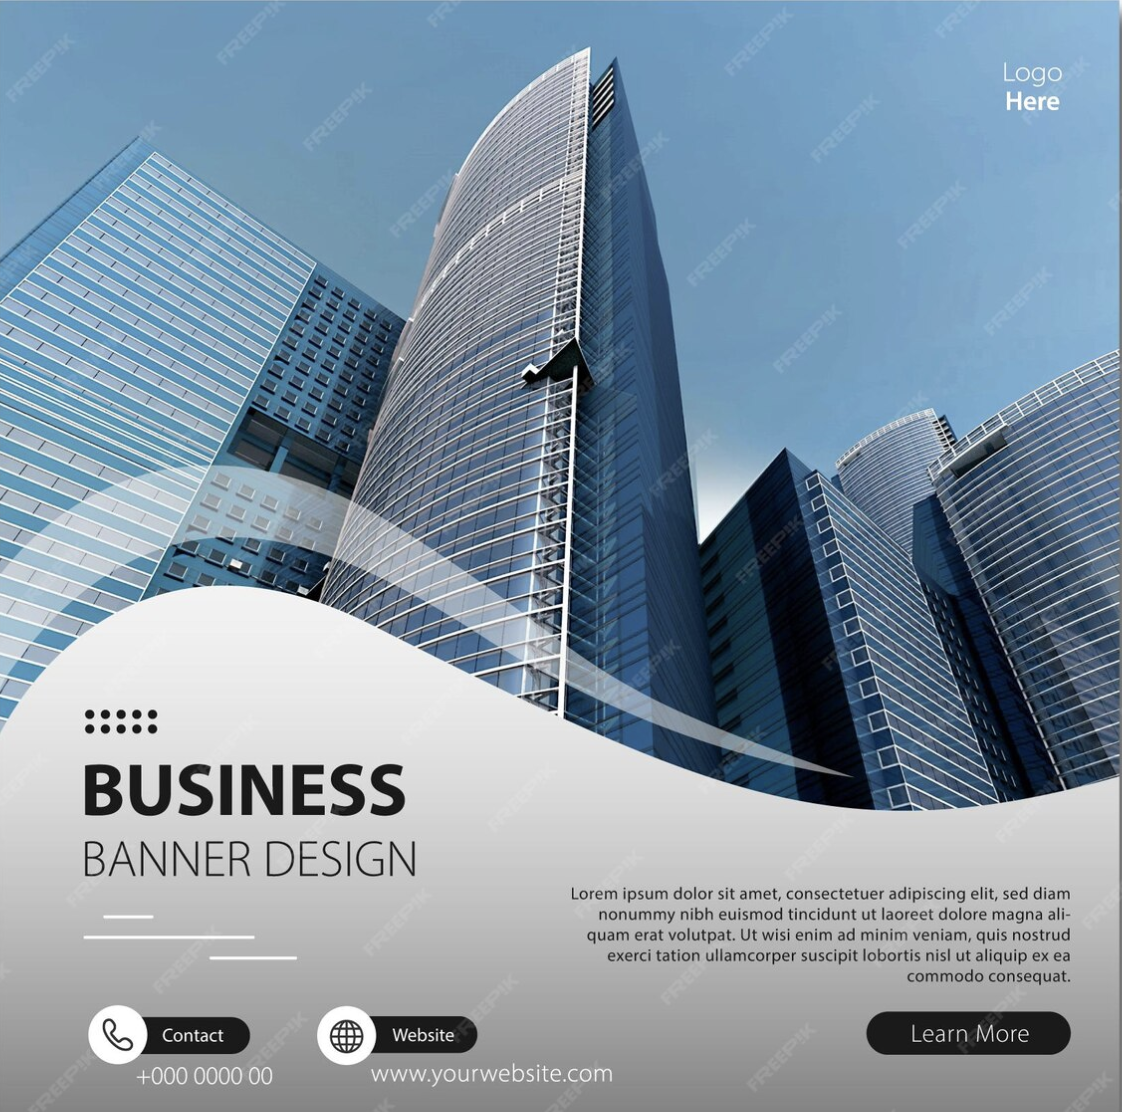 Logo
Here
BUSINESS
BANNER DESIGN
Lorem ipsum dolor sit amet, consectetuer adipiscing elit, sed diam
nonummy nibh euismod tincidunt ut laoreet dolore magna ali-
quam erat volutpat. Ut wisi enim ad minim veniam, quis nostrud
exerci tation ullamcorper suscipit lobortis nisl ut aliquip ex ea
commodo consequat.
Contact
+000 0000 00
Website
www.yourwebsite.com
Learn More
FREEPIK